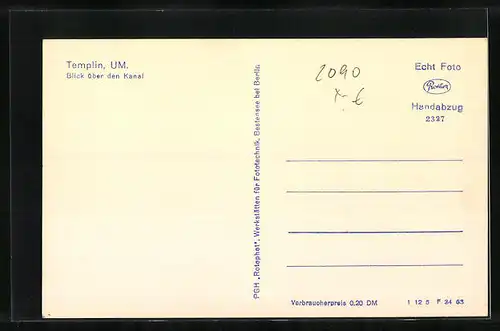 Templin, UM.
Blick über den Kanal
PGH „Rotophot", Werkstätten für Fototechnik, Bestensee bei Berlin
2090
Echt Foto
Handabzug
2327
Verbraucherpreis 0,20 DM
1 12 5 F 24 63